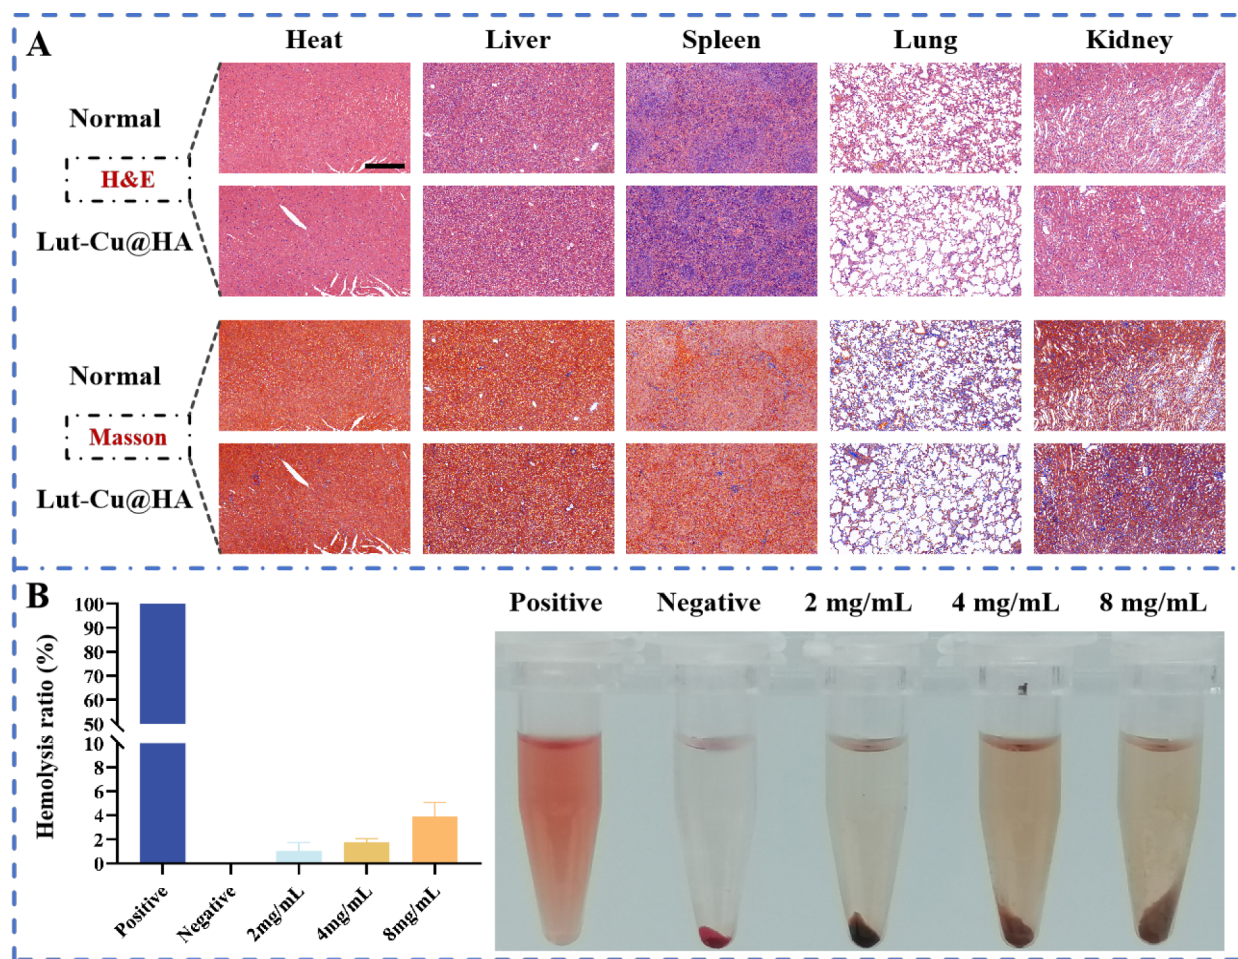 A
Heat Liver Spleen Lung Kidney
Normal
H&E
Lut-Cu@HA
Normal
Masson
Lut-Cu@HA
B
Hemolysis ratio (%)
100
90
80
70
60
50
10
8
6
4
2
0
Positive Negative 2mg/mL 4mg/mL 8mg/mL
Positive Negative 2 mg/mL 4 mg/mL 8 mg/mL